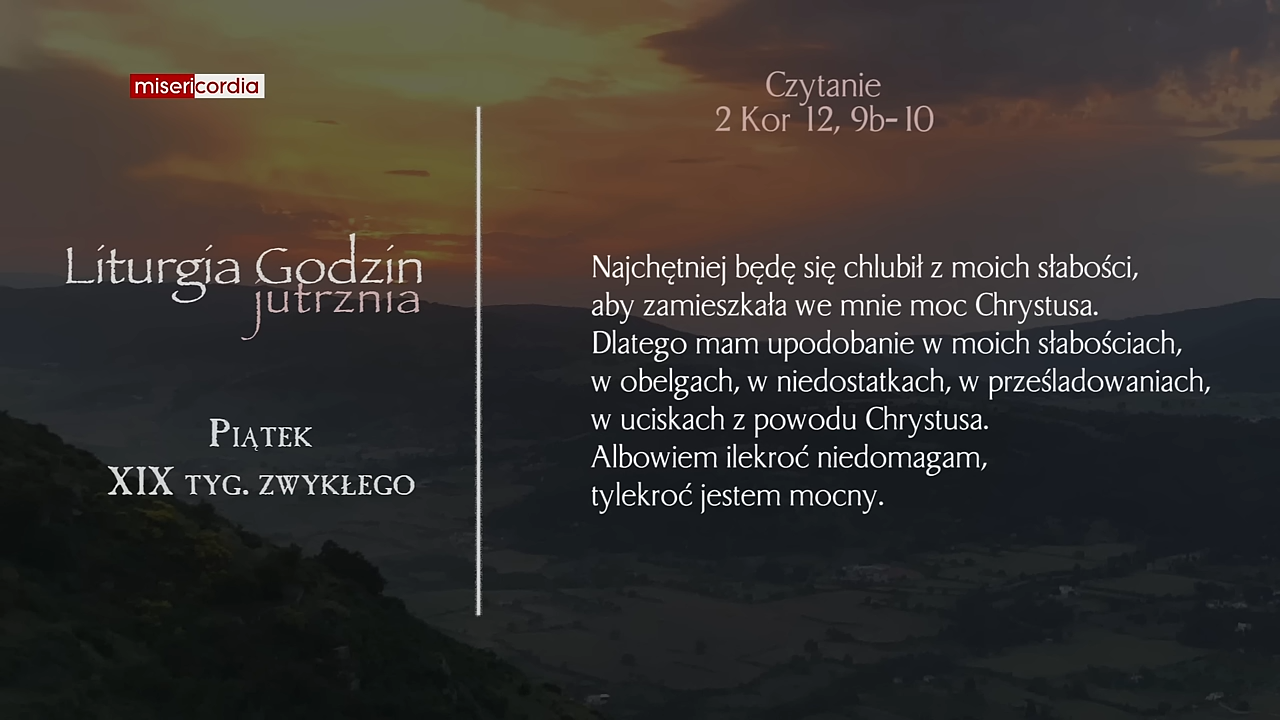 misericordia
Liturgia Godzin
jutrznia
Piątek
XIX tyg. zwykłego
Czytanie
2 Kor 12, 9b-10
Najchętniej będę się chlubił z moich słabości,
aby zamieszkała we mnie moc Chrystusa.
Dlatego mam upodobanie w moich słabościach,
w obelgach, w niedostatkach, w prześladowaniach,
w uciskach z powodu Chrystusa.
Albowiem ilekroć niedomagam,
tylekroć jestem mocny.